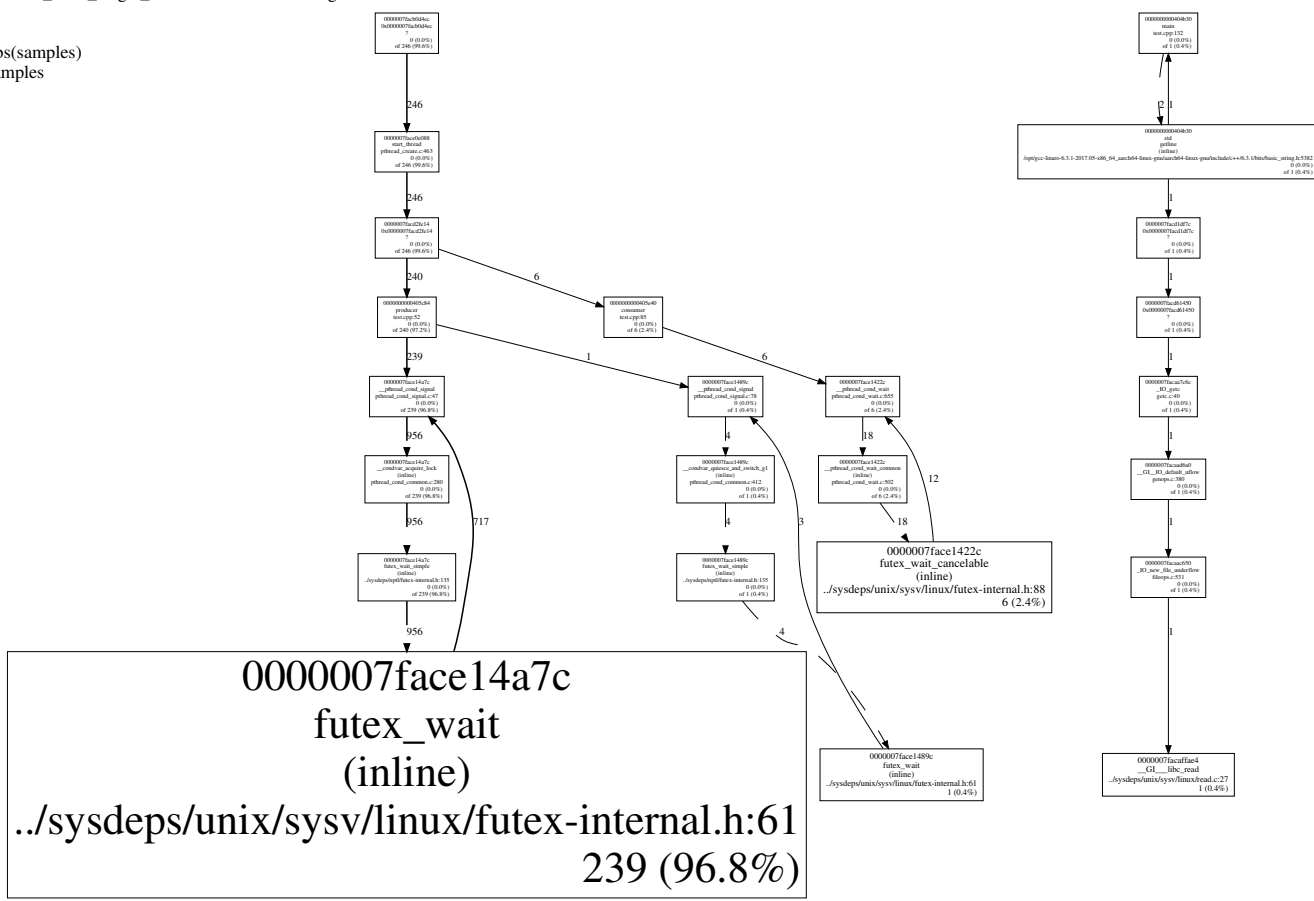 ps(samples)
mples
0000007facb0d4ec
0x0000007facb0d4ec
?
0 (0.0%)
of 246 (99.6%)
246
0000007face0e088
start_thread
pthread_create.c:463
0 (0.0%)
of 246 (99.6%)
246
0000007facd2fe14
0x0000007facd2fe14
?
0 (0.0%)
of 246 (99.6%)
240
6
0000000000405c84
producer
test.cpp:52
0 (0.0%)
of 240 (97.2%)
0000000000405e40
consumer
test.cpp:85
0 (0.0%)
of 6 (2.4%)
239
1
6
0000007face14a7c
__pthread_cond_signal
pthread_cond_signal.c:47
0 (0.0%)
of 239 (96.8%)
0000007face1489c
__pthread_cond_signal
pthread_cond_signal.c:78
0 (0.0%)
of 1 (0.4%)
0000007face1422c
__pthread_cond_wait
pthread_cond_wait.c:655
0 (0.0%)
of 6 (2.4%)
956
4
18
0000007face14a7c
__condvar_acquire_lock
(inline)
pthread_cond_common.c:280
0 (0.0%)
of 239 (96.8%)
0000007face1489c
__condvar_quiesce_and_switch_g1
(inline)
pthread_cond_common.c:412
0 (0.0%)
of 1 (0.4%)
0000007face1422c
__pthread_cond_wait_common
(inline)
pthread_cond_wait.c:502
0 (0.0%)
of 6 (2.4%)
12
956
717
4
3
18
0000007face14a7c
futex_wait_simple
(inline)
../sysdeps/nptl/futex-internal.h:135
0 (0.0%)
of 239 (96.8%)
0000007face1489c
futex_wait_simple
(inline)
../sysdeps/nptl/futex-internal.h:135
0 (0.0%)
of 1 (0.4%)
0000007face1422c
futex_wait_cancelable
(inline)
../sysdeps/unix/sysv/linux/futex-internal.h:88
6 (2.4%)
956
4
0000007face14a7c
futex_wait
(inline)
../sysdeps/unix/sysv/linux/futex-internal.h:61
239 (96.8%)
0000007face1489c
futex_wait
(inline)
../sysdeps/unix/sysv/linux/futex-internal.h:61
1 (0.4%)
0000000000404b30
main
test.cpp:132
0 (0.0%)
of 1 (0.4%)
2
1
0000000000404b30
std
getline
(inline)
/opt/gcc-linaro-6.3.1-2017.05-x86_64_aarch64-linux-gnu/aarch64-linux-gnu/include/c++/6.3.1/bits/basic_string.h:5382
0 (0.0%)
of 1 (0.4%)
1
0000007facd1df7c
0x0000007facd1df7c
?
0 (0.0%)
of 1 (0.4%)
1
0000007facd61450
0x0000007facd61450
?
0 (0.0%)
of 1 (0.4%)
1
0000007facaa7c6c
_IO_getc
getc.c:40
0 (0.0%)
of 1 (0.4%)
1
0000007facaad6a0
__GI__IO_default_uflow
genops.c:380
0 (0.0%)
of 1 (0.4%)
1
0000007facaac650
_IO_new_file_underflow
fileops.c:531
0 (0.0%)
of 1 (0.4%)
1
0000007facaffae4
__GI___libc_read
../sysdeps/unix/sysv/linux/read.c:27
1 (0.4%)